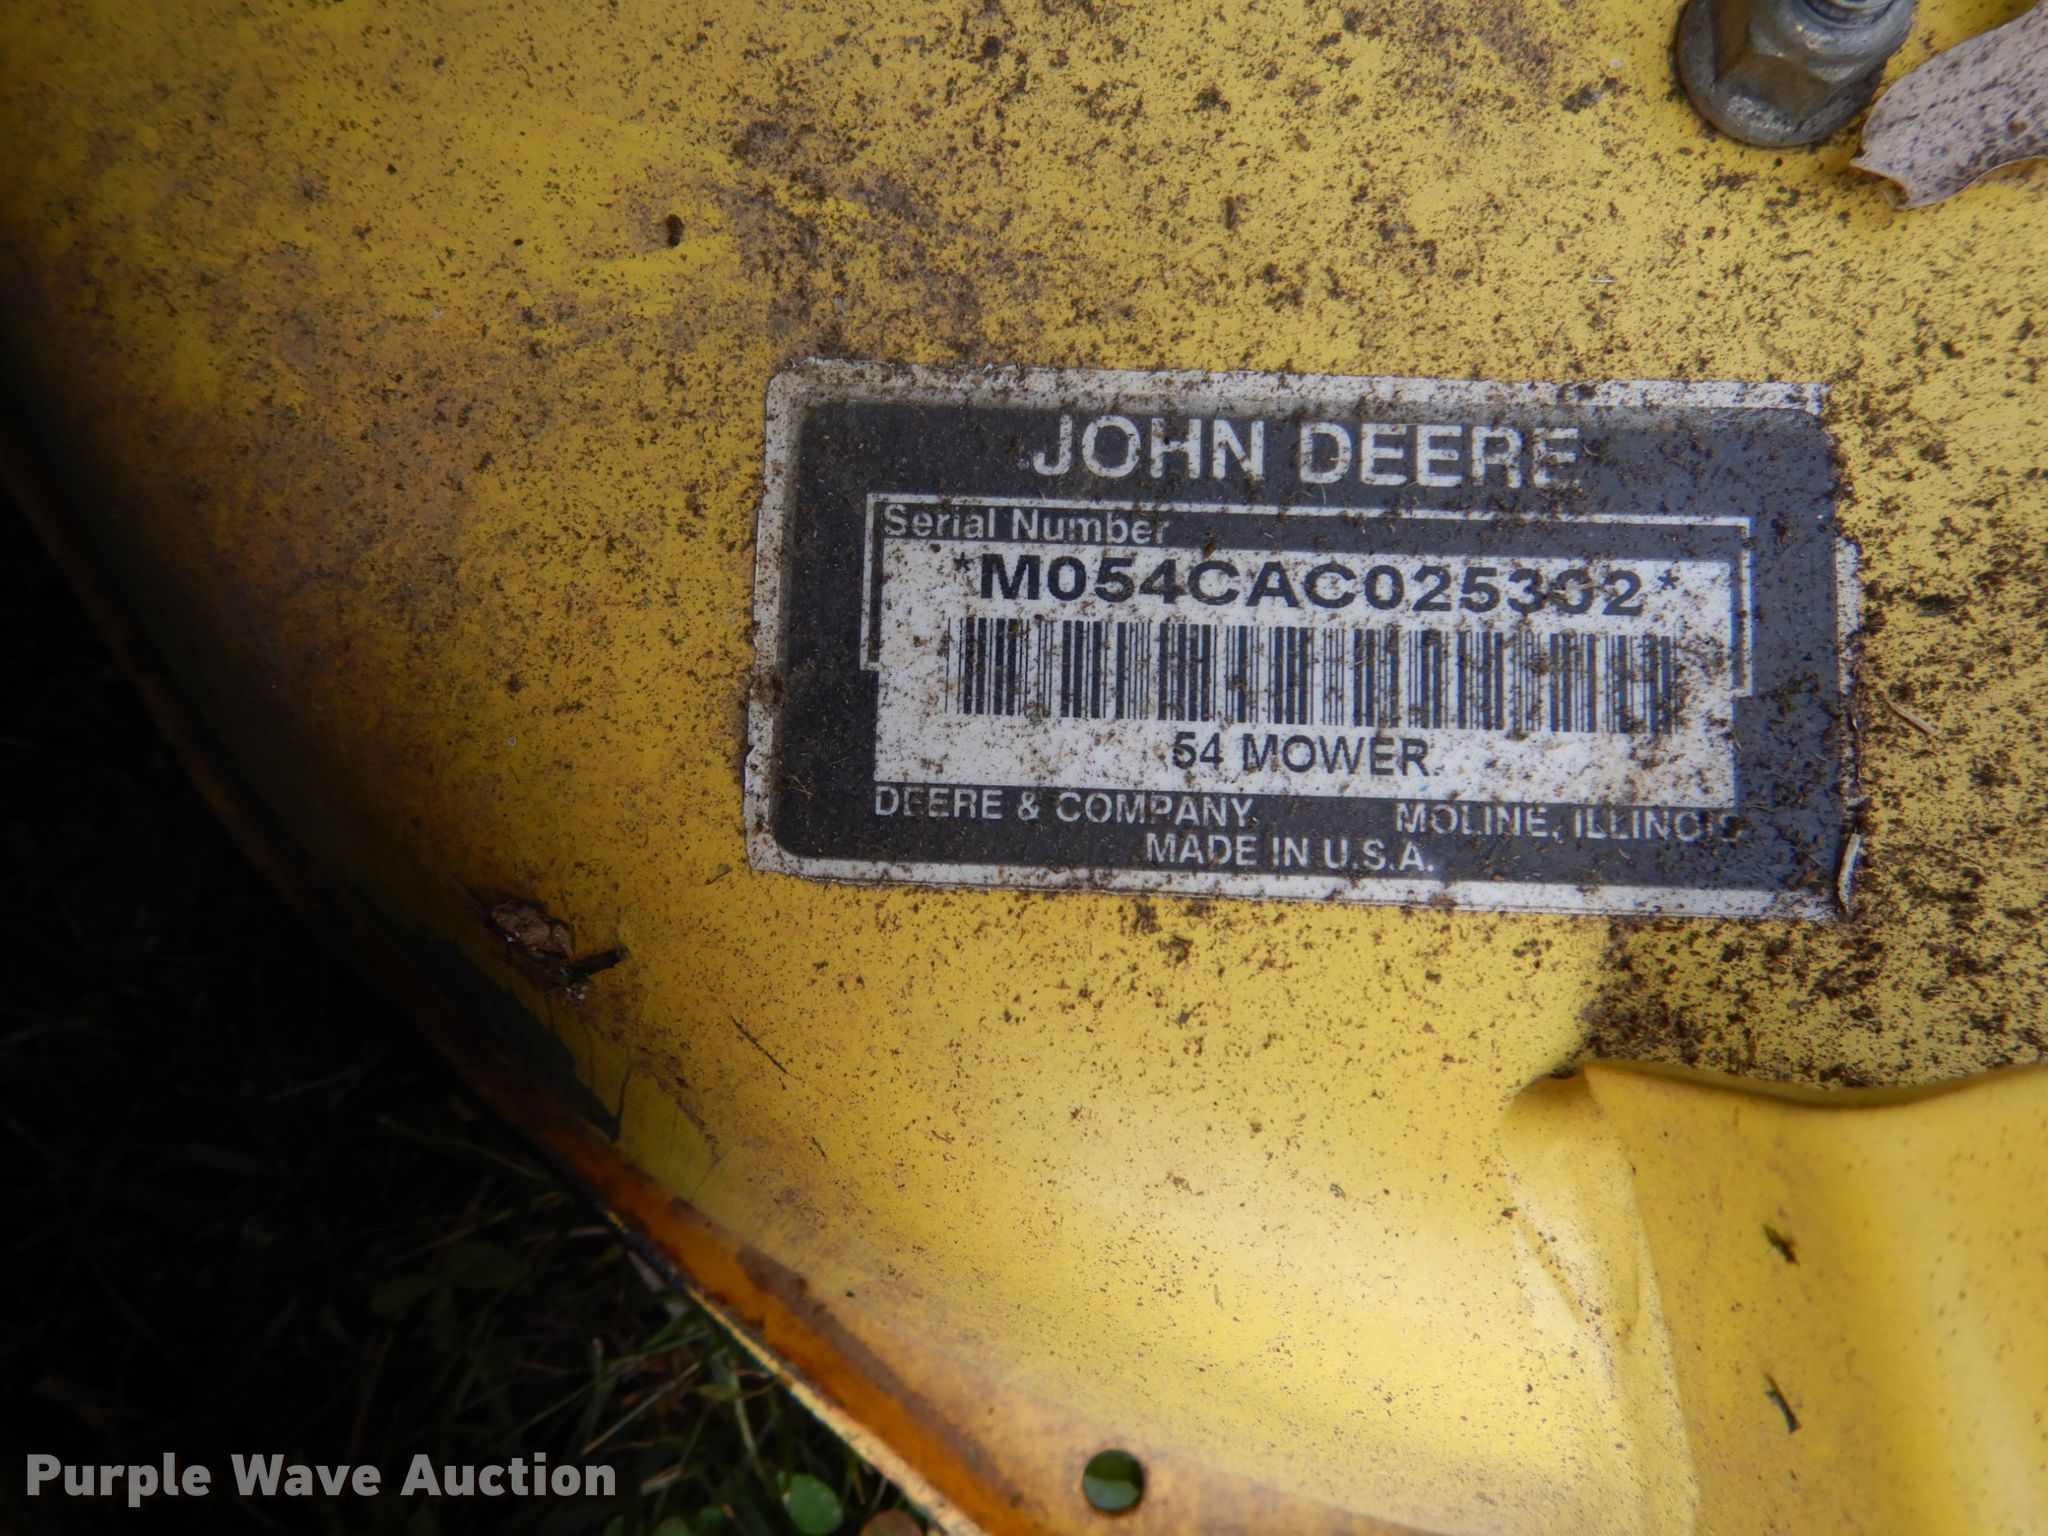 JOHN DEERE
Serial Number
*M054CAC025302*
54 MOWER
DEERE & COMPANY MOLINE, ILLINOIS
MADE IN U.S.A.
Purple Wave Auction